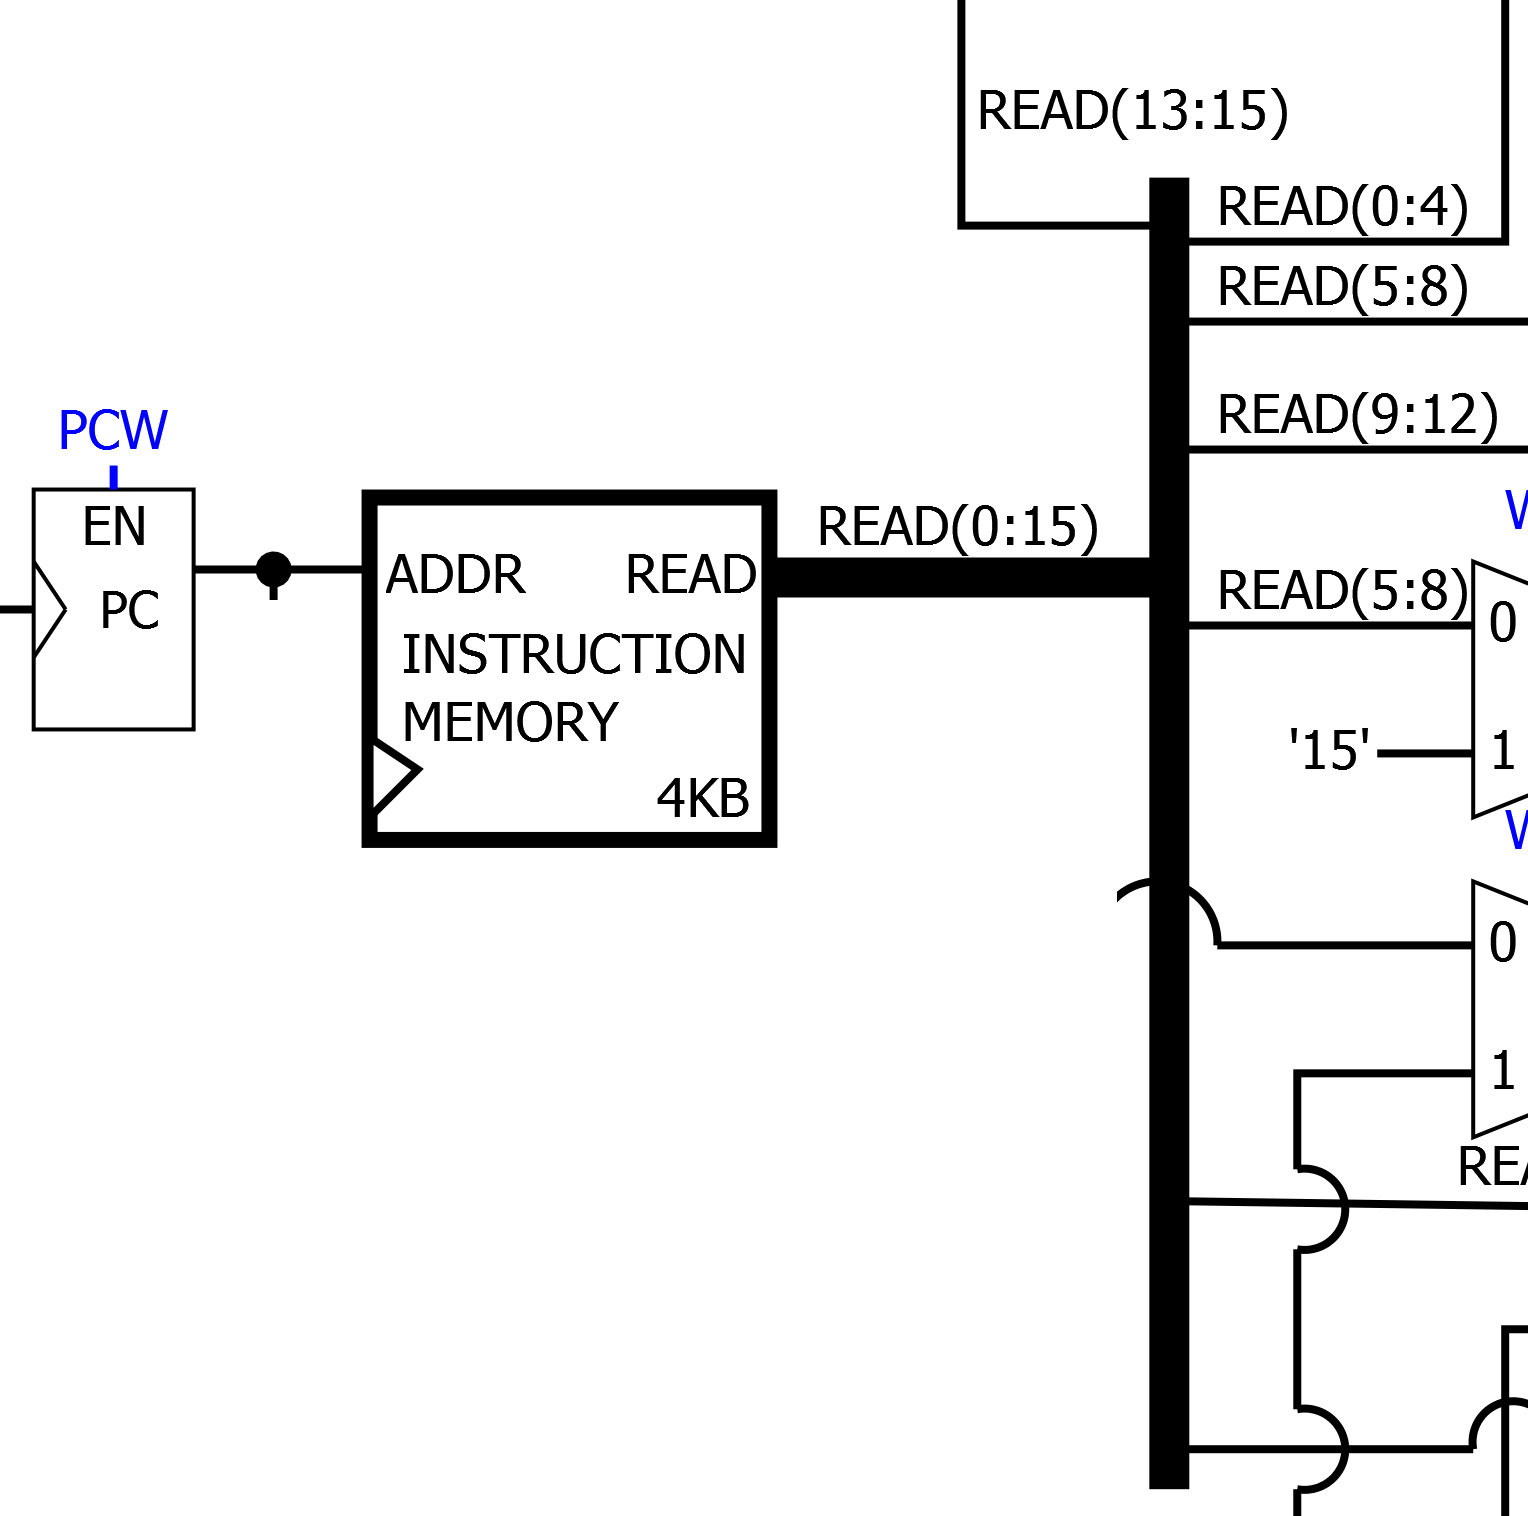 READ(13:15)
READ(0:4)
READ(5:8)
READ(9:12)
PCW
EN
PC
ADDR READ
INSTRUCTION
MEMORY
4KB
READ(0:15)
READ(5:8)
0
'15'
1
0
1